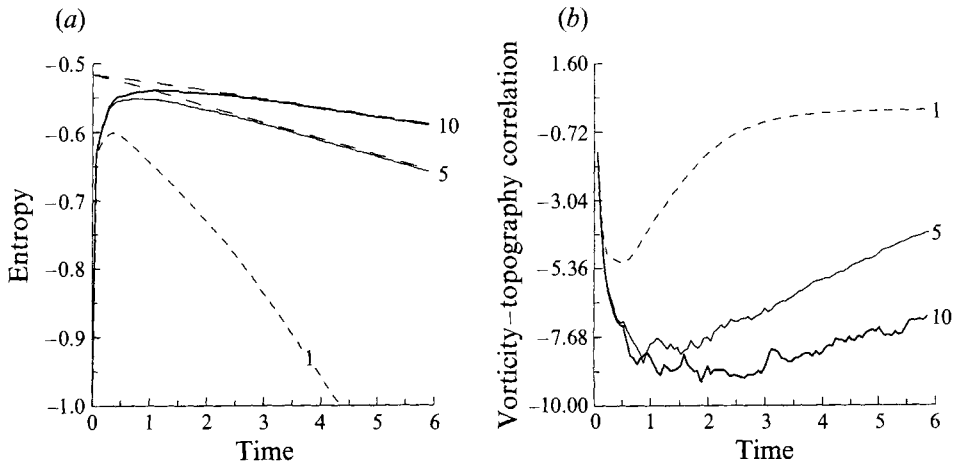 (a)
−0.5
−0.6
−0.7
−0.8
−0.9
−1.0
0 1 2 3 4 5 6
Entropy
Time
10
5
1
(b)
1.60
−0.72
−3.04
−5.36
−7.68
−10.00
0 1 2 3 4 5 6
Vorticity–topography correlation
Time
1
5
10